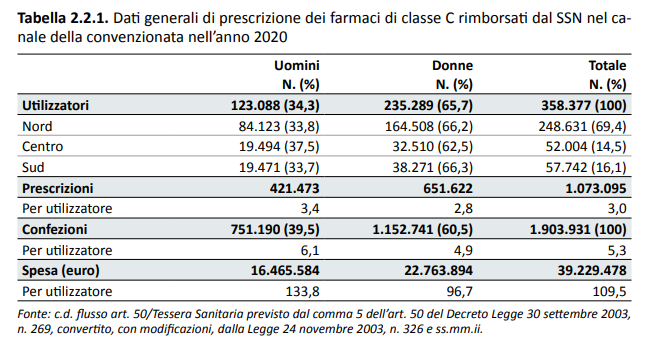 Tabella 2.2.1. Dati generali di prescrizione dei farmaci di classe C rimborsati dal SSN nel ca-
nale della convenzionata nell’anno 2020
Uomini Donne Totale
N. (%) N. (%) N. (%)
Utilizzatori 123.088 (34,3) 235.289 (65,7) 358.377 (100)
Nord 84.123 (33,8) 164.508 (66,2) 248.631 (69,4)
Centro 19.494 (37,5) 32.510 (62,5) 52.004 (14,5)
Sud 19.471 (33,7) 38.271 (66,3) 57.742 (16,1)
Prescrizioni 421.473 651.622 1.073.095
Per utilizzatore 3,4 2,8 3,0
Confezioni 751.190 (39,5) 1.152.741 (60,5) 1.903.931 (100)
Per utilizzatore 6,1 4,9 5,3
Spesa (euro) 16.465.584 22.763.894 39.229.478
Per utilizzatore 133,8 96,7 109,5
Fonte: c.d. flusso art. 50/Tessera Sanitaria previsto dal comma 5 dell’art. 50 del Decreto Legge 30 settembre 2003,
n. 269, convertito, con modificazioni, dalla Legge 24 novembre 2003, n. 326 e ss.mm.ii.